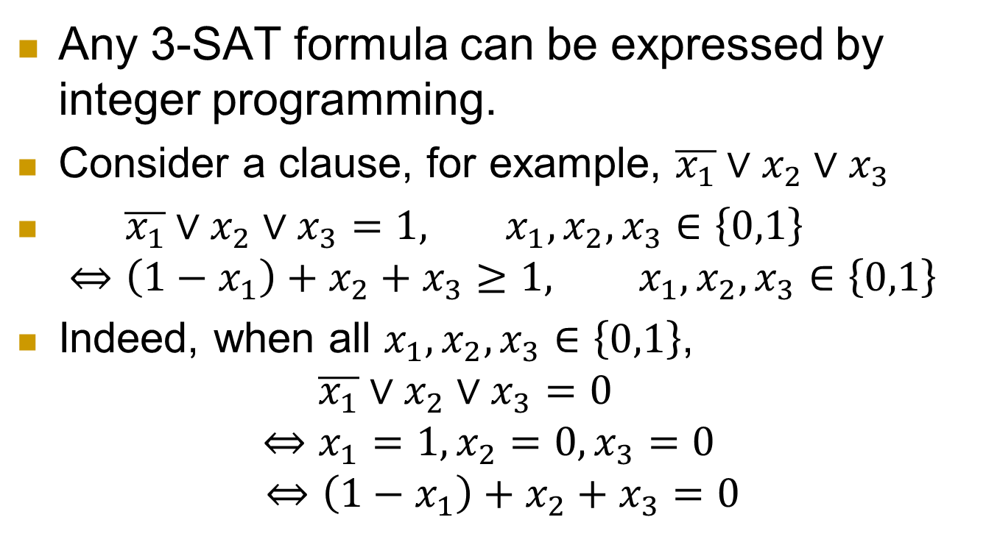 Any 3-SAT formula can be expressed by
integer programming.
Consider a clause, for example, $\overline{x_1} \vee x_2 \vee x_3$
$\overline{x_1} \vee x_2 \vee x_3 = 1, \quad x_1, x_2, x_3 \in \{0,1\}$
$\Leftrightarrow (1 - x_1) + x_2 + x_3 \geq 1, \quad x_1, x_2, x_3 \in \{0,1\}$
Indeed, when all $x_1, x_2, x_3 \in \{0,1\}$,
$\overline{x_1} \vee x_2 \vee x_3 = 0$
$\Leftrightarrow x_1 = 1, x_2 = 0, x_3 = 0$
$\Leftrightarrow (1 - x_1) + x_2 + x_3 = 0$